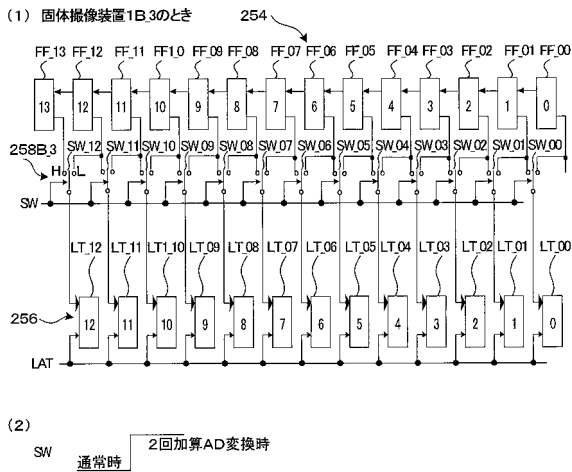 (1) 固体撮像装置1B_3のとき 254
FF_13 FF_12 FF_11 FF1_0 FF_09 FF_08 FF_07 FF_06 FF_05 FF_04 FF_03 FF_02 FF_01 FF_00
13 12 11 10 9 8 7 6 5 4 3 2 1 0
SW_12 SW_11 SW_10 SW_09 SW_08 SW_07 SW_06 SW_05 SW_04 SW_03 SW_02 SW_01 SW_00
258B_3 H L
SW
LT_12 LT_11 LT1_10 LT_09 LT_08 LT_07 LT_06 LT_05 LT_04 LT_03 LT_02 LT_01 LT_00
256 12 11 10 9 8 7 6 5 4 3 2 1 0
LAT
(2)
SW 通常時 2回加算AD変換時